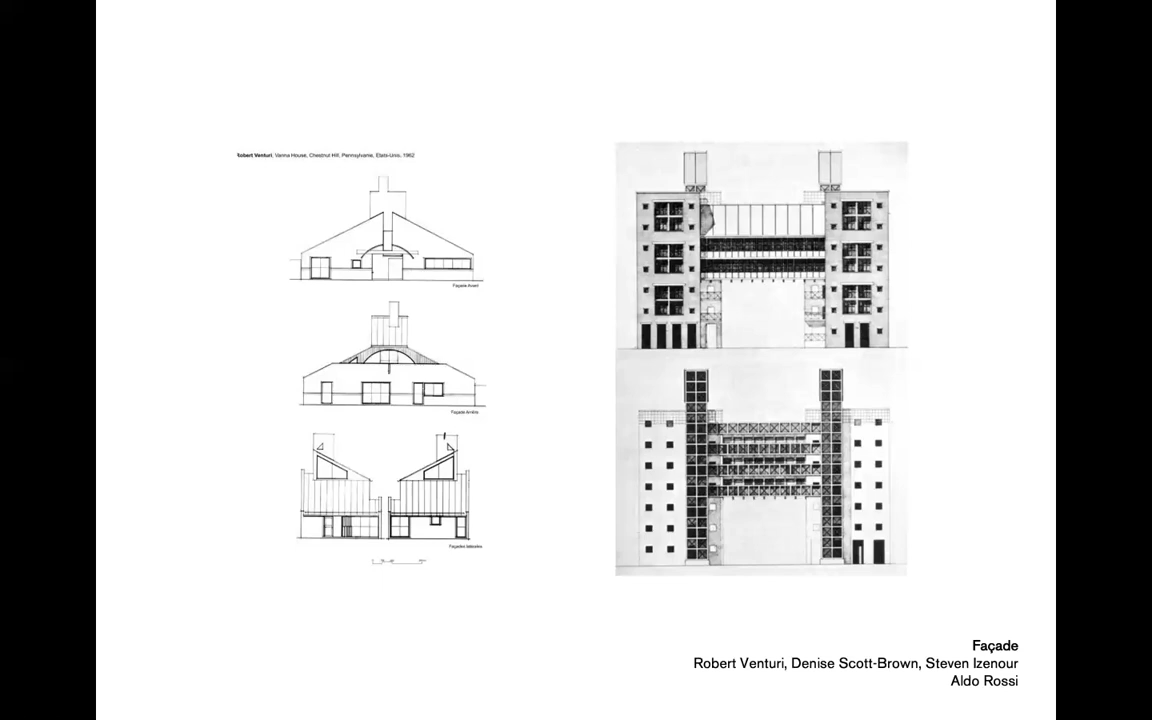 Robert Venturi, Vanna House, Chestnut Hill, Pennsylvanie, Etats-Unis, 1962
Façade Avant
Façade Arrière
Façades latérales
Façade
Robert Venturi, Denise Scott-Brown, Steven Izenour
Aldo Rossi